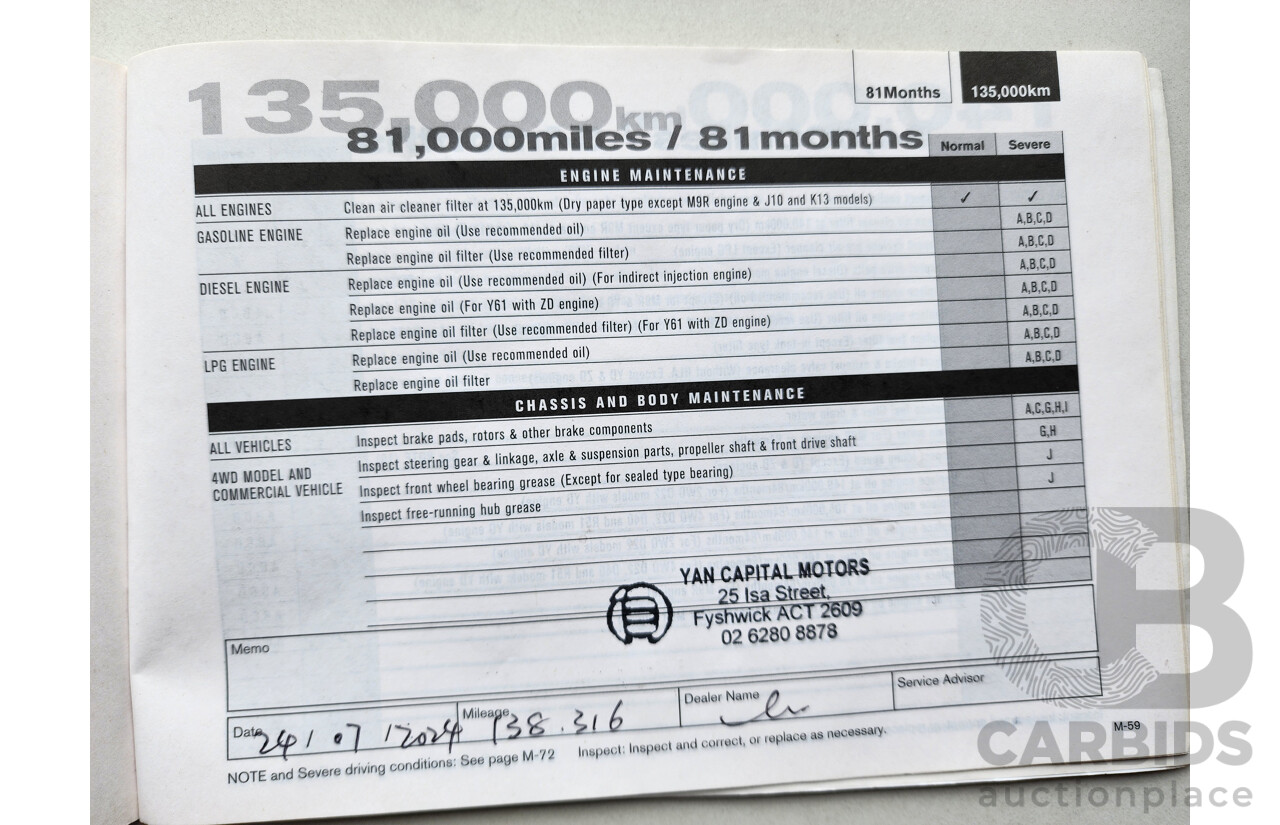 81Months 135,000km
135,000km
81,000miles / 81months Normal Severe
ENGINE MAINTENANCE
ALL ENGINES Clean air cleaner filter at 135,000km (Dry paper type except M9R engine & J10 and K13 models) ✓ ✓
GASOLINE ENGINE Replace engine oil (Use recommended oil) A,B,C,D
Replace engine oil filter (Use recommended filter) A,B,C,D
DIESEL ENGINE Replace engine oil (Use recommended oil) (For indirect injection engine) A,B,C,D
Replace engine oil (For Y61 with ZD engine) A,B,C,D
Replace engine oil filter (Use recommended filter) (For Y61 with ZD engine) A,B,C,D
LPG ENGINE Replace engine oil (Use recommended oil) A,B,C,D
Replace engine oil filter A,B,C,D
CHASSIS AND BODY MAINTENANCE
ALL VEHICLES Inspect brake pads, rotors & other brake components A,C,G,H,I
Inspect steering gear & linkage, axle & suspension parts, propeller shaft & front drive shaft G,H
4WD MODEL AND
COMMERCIAL VEHICLE Inspect front wheel bearing grease (Except for sealed type bearing) J
Inspect free-running hub grease J
YAN CAPITAL MOTORS
25 Isa Street,
Fyshwick ACT 2609
02 6280 8878
Memo
Date 24/07/2024 Mileage 138.316 Dealer Name Service Advisor
NOTE and Severe driving conditions: See page M-72 Inspect: Inspect and correct, or replace as necessary.
M-59
CARBIDS
auctionplace